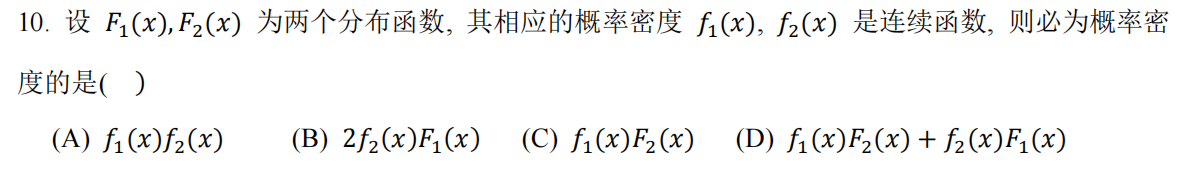 10. 设 F₁(x), F₂(x) 为两个分布函数, 其相应的概率密度 f₁(x), f₂(x) 是连续函数, 则必为概率密
度的是( )
(A) f₁(x)f₂(x) (B) 2f₂(x)F₁(x) (C) f₁(x)F₂(x) (D) f₁(x)F₂(x) + f₂(x)F₁(x)